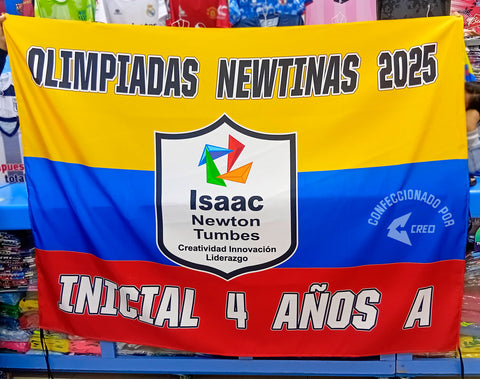 OLIMPIADAS NEWTINAS 2025
Isaac
Newton
Tumbes
Creatividad Innovación
Liderazgo
CONFECCIONADO POR
CREO
INICIAL 4 AÑOS A